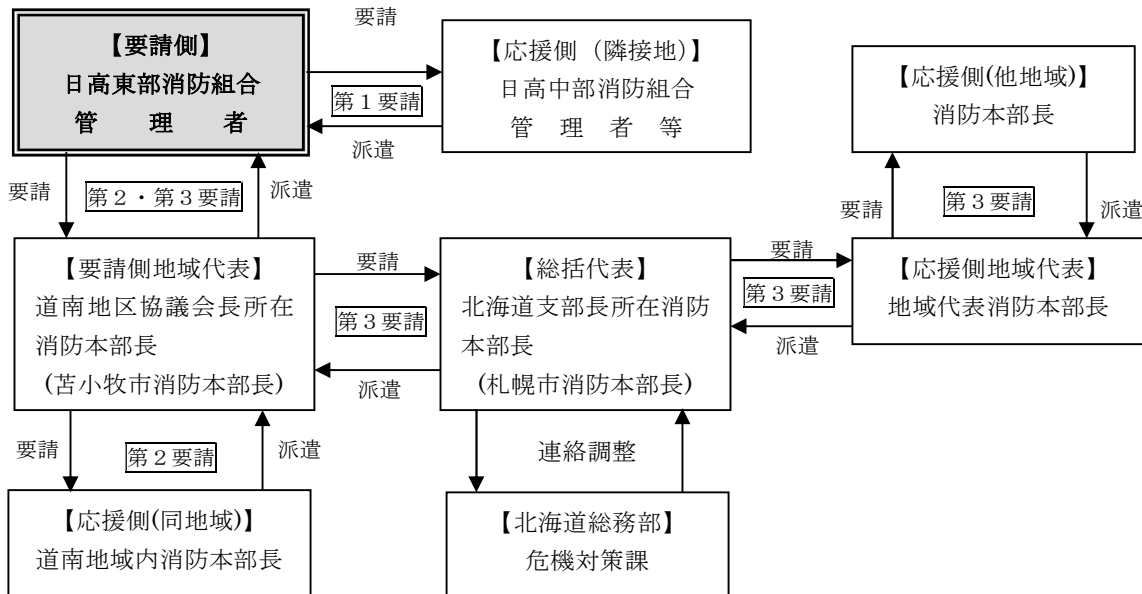 要請
【要請側】
日高東部消防組合
管　理　者
【応援側（隣接地）】
日高中部消防組合
管　理　者　等
第１要請
派遣
【応援側(他地域)】
消防本部長
要請
第２・第３要請
派遣
要請
第３要請
派遣
【要請側地域代表】
道南地区協議会長所在
消防本部長
(苫小牧市消防本部長)
要請
第３要請
派遣
【総括代表】
北海道支部長所在消防
本部長
(札幌市消防本部長)
要請
第３要請
派遣
【応援側地域代表】
地域代表消防本部長
要請
第２要請
派遣
連絡調整
【応援側(同地域)】
道南地域内消防本部長
【北海道総務部】
危機対策課